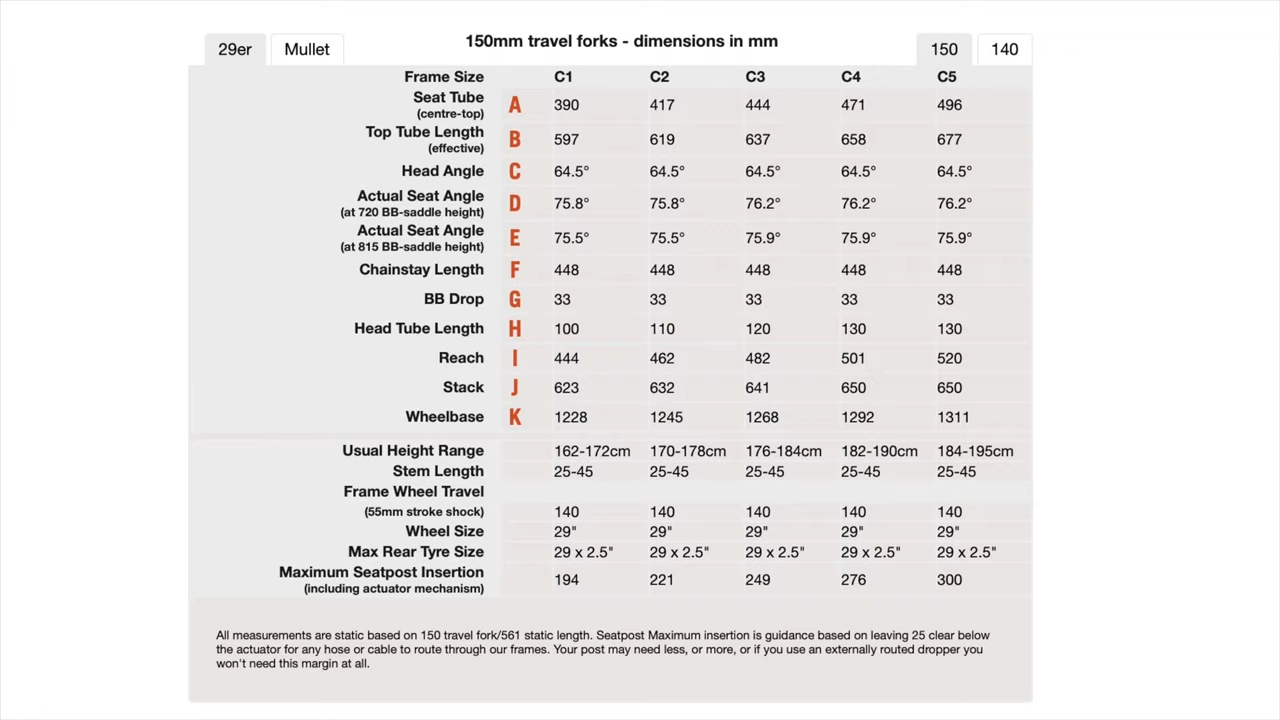 29er Mullet 150mm travel forks - dimensions in mm 150 140
Frame Size C1 C2 C3 C4 C5
Seat Tube
(centre-top) A 390 417 444 471 496
Top Tube Length
(effective) B 597 619 637 658 677
Head Angle C 64.5° 64.5° 64.5° 64.5° 64.5°
Actual Seat Angle
(at 720 BB-saddle height) D 75.8° 75.8° 76.2° 76.2° 76.2°
Actual Seat Angle
(at 815 BB-saddle height) E 75.5° 75.5° 75.9° 75.9° 75.9°
Chainstay Length F 448 448 448 448 448
BB Drop G 33 33 33 33 33
Head Tube Length H 100 110 120 130 130
Reach I 444 462 482 501 520
Stack J 623 632 641 650 650
Wheelbase K 1228 1245 1268 1292 1311
Usual Height Range 162-172cm 170-178cm 176-184cm 182-190cm 184-195cm
Stem Length 25-45 25-45 25-45 25-45 25-45
Frame Wheel Travel
(55mm stroke shock) 140 140 140 140 140
Wheel Size 29" 29" 29" 29" 29"
Max Rear Tyre Size 29 x 2.5" 29 x 2.5" 29 x 2.5" 29 x 2.5" 29 x 2.5"
Maximum Seatpost Insertion
(including actuator mechanism) 194 221 249 276 300
All measurements are static based on 150 travel fork/561 static length. Seatpost Maximum insertion is guidance based on leaving 25 clear below
the actuator for any hose or cable to route through our frames. Your post may need less, or more, or if you use an externally routed dropper you
won't need this margin at all.